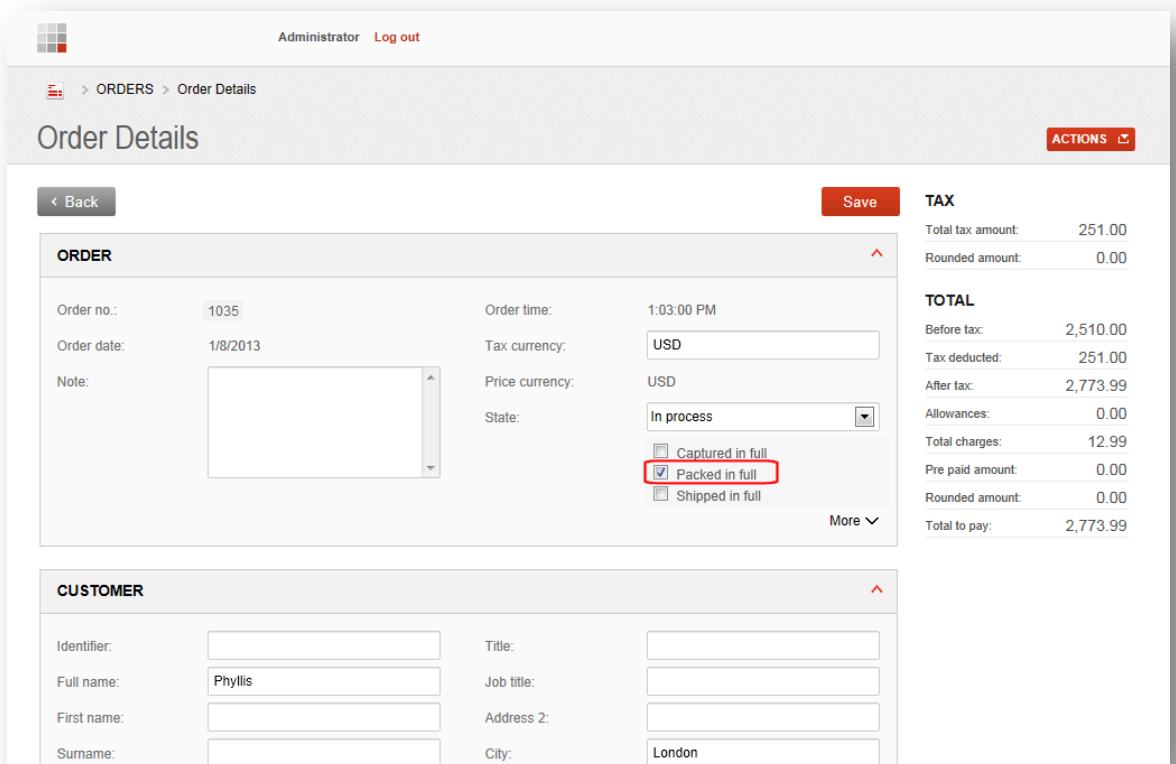 Administrator Log out
> ORDERS > Order Details
Order Details
ACTIONS
Back
Save
ORDER
Order no.: 1035
Order date: 1/8/2013
Note:
Order time: 1:03:00 PM
Tax currency: USD
Price currency: USD
State: In process
Captured in full
Packed in full
Shipped in full
More
CUSTOMER
Identifier:
Full name: Phyllis
First name:
Surname:
Title:
Job title:
Address 2:
City: London
TAX
Total tax amount: 251.00
Rounded amount: 0.00
TOTAL
Before tax: 2,510.00
Tax deducted: 251.00
After tax: 2,773.99
Allowances: 0.00
Total charges: 12.99
Pre paid amount: 0.00
Rounded amount: 0.00
Total to pay: 2,773.99